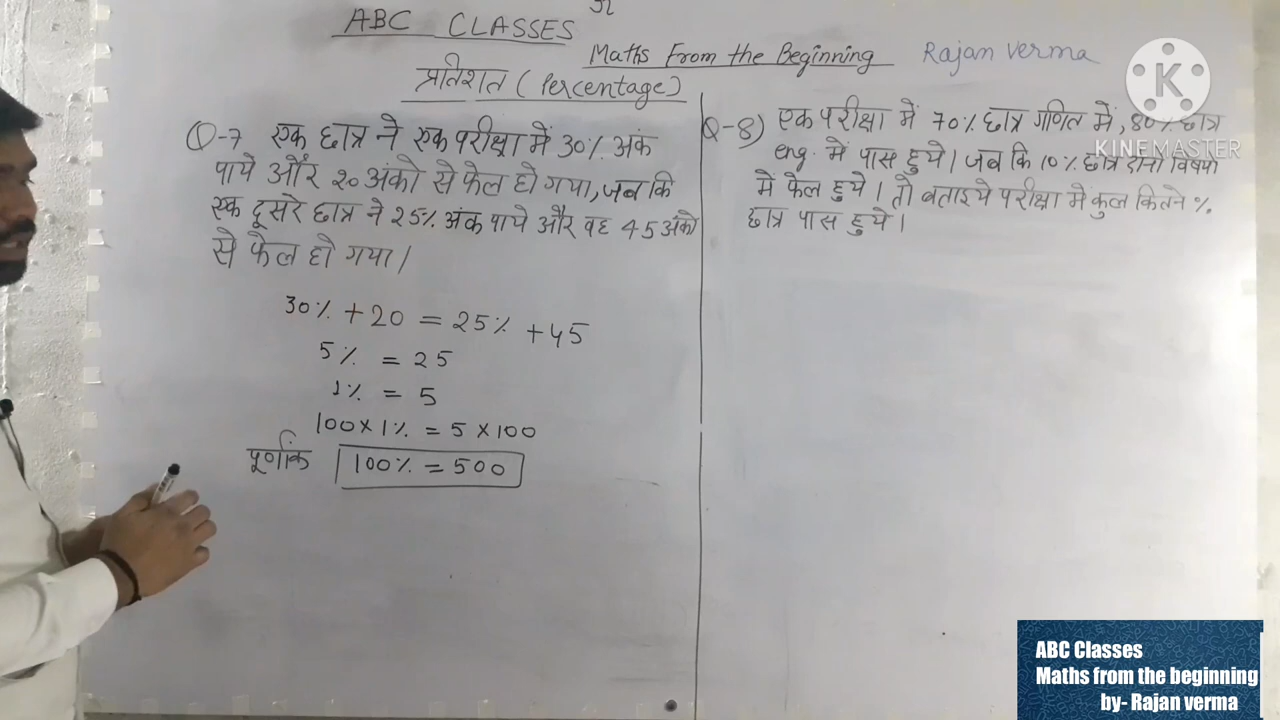 ABC CLASSES
Maths From the Beginning
Rajan verma
प्रतिशत (Percentage)
Q-7 एक छात्र ने एक परीक्षा में 30% अंक
पाये और 20 अंको से फेल हो गया, जब कि
एक दूसरे छात्र ने 25% अंक पाये और वह 45 अंको
से फेल हो गया।
30% + 20 = 25% + 45
5% = 25
1% = 5
100 x 1% = 5 x 100
पूर्णांक 100% = 500
Q-8) एक परीक्षा में 70% छात्र गणित में, 80% छात्र
eng. में पास हुये। जब कि 10% छात्र दोनो विषयो
मे फेल हुये। तो बताइये परीक्षा में कुल कितने %
छात्र पास हुये।
K
KINEMASTER
ABC Classes
Maths from the beginning
by- Rajan verma